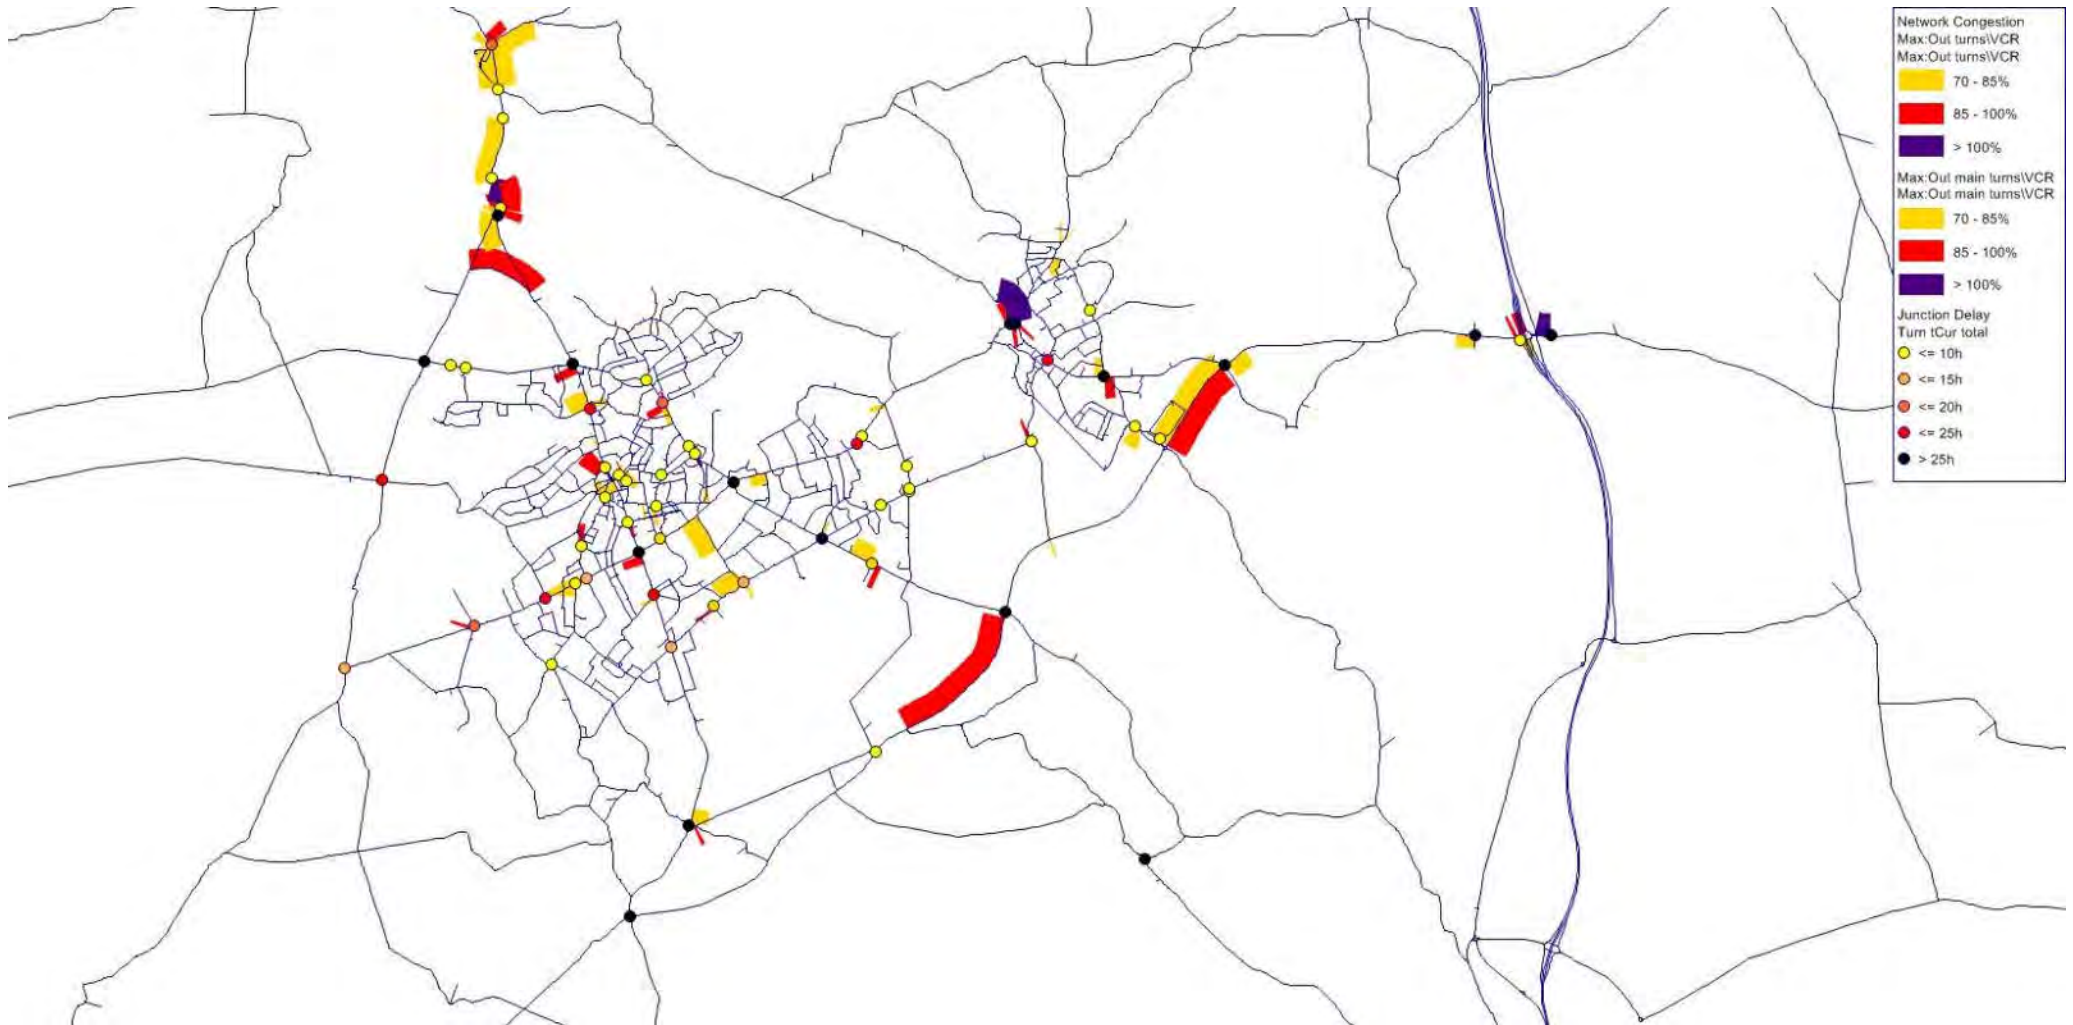 Network Congestion
Max:Out turns\VCR
Max:Out turns\VCR
70 - 85%
85 - 100%
> 100%
Max:Out main turns\VCR
Max:Out main turns\VCR
70 - 85%
85 - 100%
> 100%
Junction Delay
Turn tCur total
<= 10h
<= 15h
<= 20h
<= 25h
> 25h